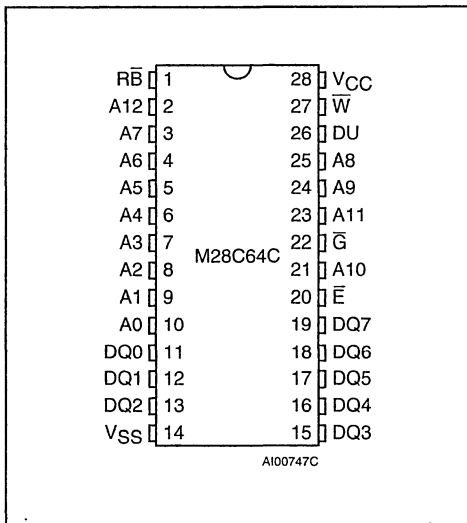 RB̅ 1 28 VCC
A12 2 27 W̅
A7 3 26 DU
A6 4 25 A8
A5 5 24 A9
A4 6 23 A11
A3 7 M28C64C 22 G̅
A2 8 21 A10
A1 9 20 E̅
A0 10 19 DQ7
DQ0 11 18 DQ6
DQ1 12 17 DQ5
DQ2 13 16 DQ4
VSS 14 15 DQ3
AI00747C